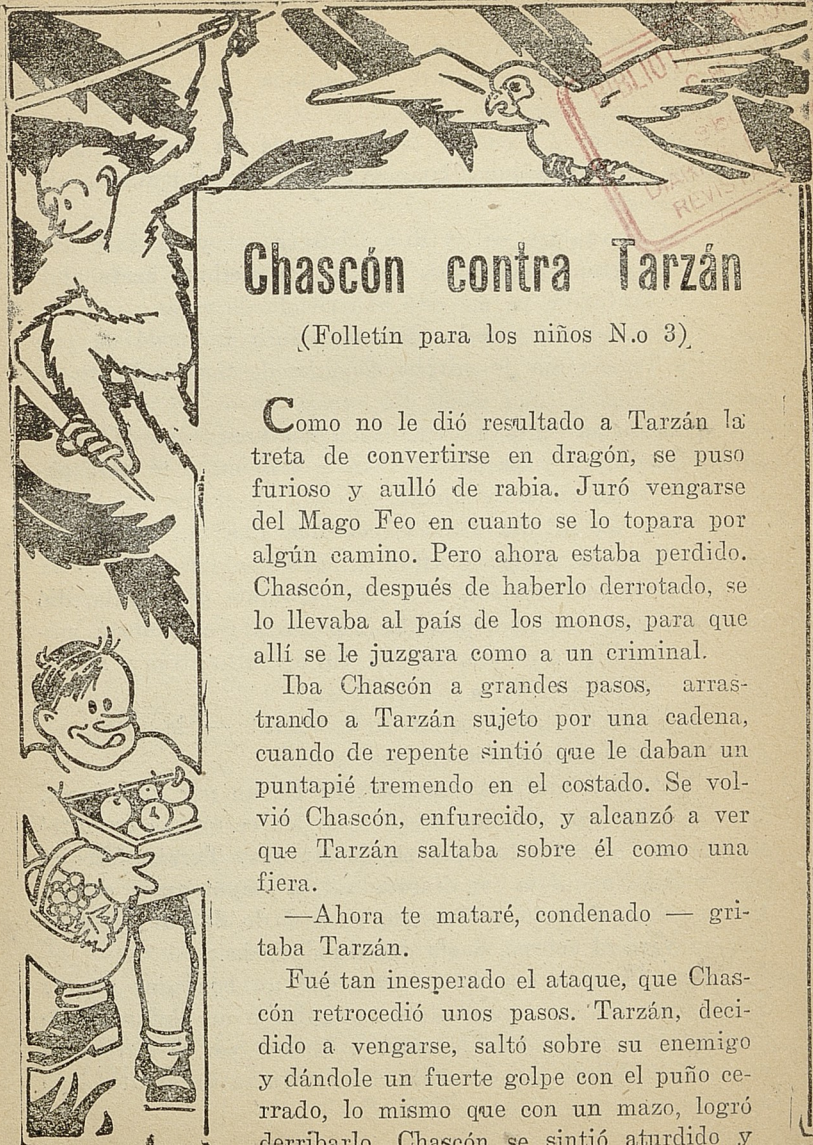 BIBLIOT
REVIS
Chascón contra Tarzán
(Folletín para los niños N.o 3)
Como no le dió resultado a Tarzán la
treta de convertirse en dragón, se puso
furioso y aulló de rabia. Juró vengarse
del Mago Feo en cuanto se lo topara por
algún camino. Pero ahora estaba perdido.
Chascón, después de haberlo derrotado, se
lo llevaba al país de los monos, para que
allí se le juzgara como a un criminal.
Iba Chascón a grandes pasos, arras-
trando a Tarzán sujeto por una cadena,
cuando de repente sintió que le daban un
puntapié tremendo en el costado. Se vol-
vió Chascón, enfurecido, y alcanzó a ver
que Tarzán saltaba sobre él como una
fiera.
—Ahora te mataré, condenado — gri-
taba Tarzán.
Fué tan inesperado el ataque, que Chas-
cón retrocedió unos pasos. Tarzán, deci-
dido a vengarse, saltó sobre su enemigo
y dándole un fuerte golpe con el puño ce-
rrado, lo mismo que con un mazo, logró
derribarlo. Chascón se sintió aturdido y